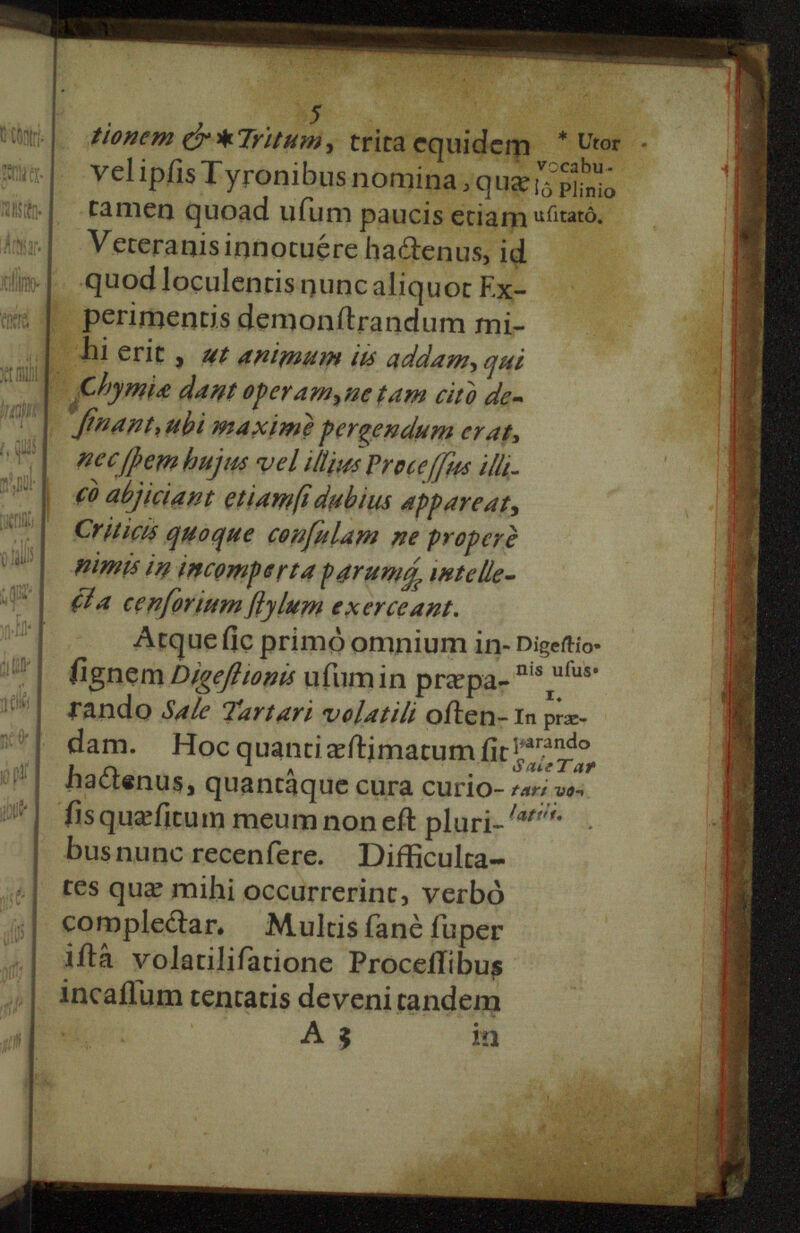 5
tionem & * Tritum, trita equidem
vel ipſis Tyronibus nomina, quæ
tamen quoad uſum paucis etiam
Veteranis innotuére hactenus, id
quod loculentis nunc aliquot Ex-
perimentis demonſtrandum mi-
hi erit, ut animum iis addam, qui
Chymiæ dant operam, ne tam citò de-
ſinant, ubi maximè pergendum erat,
nec ſpem hujus vel illius Proceſſus illi-
cò abjiciant etiamſi dubius appareat,
Criticis quoque conſulam ne properè
nimis in incomperta parumq́, intelle-
cta cenſorium ſtylum exerceant.
Atque ſic primò omnium in-
ſignem Digeſtionis uſum in præpa-
rando Sale Tartari volatili oſten-
dam. Hoc quanti æſtimatum ſit
hactenus, quantâque cura curio-
ſis quæſitum meum non eſt pluri-
bus nunc recenſere. Difficulta-
tes quæ mihi occurrerint, verbò
complectar. Multis ſanè ſuper
iſtà volatiliſatione Proceſſibus
incaſſum tentatis deveni tandem
A 3 in
* Utor
vocabu-
lô Plinio
uſitatô.
Digeſtio-
nis uſus.
I.
In præ-
parando
Sale Tar
tari vo-
latili.